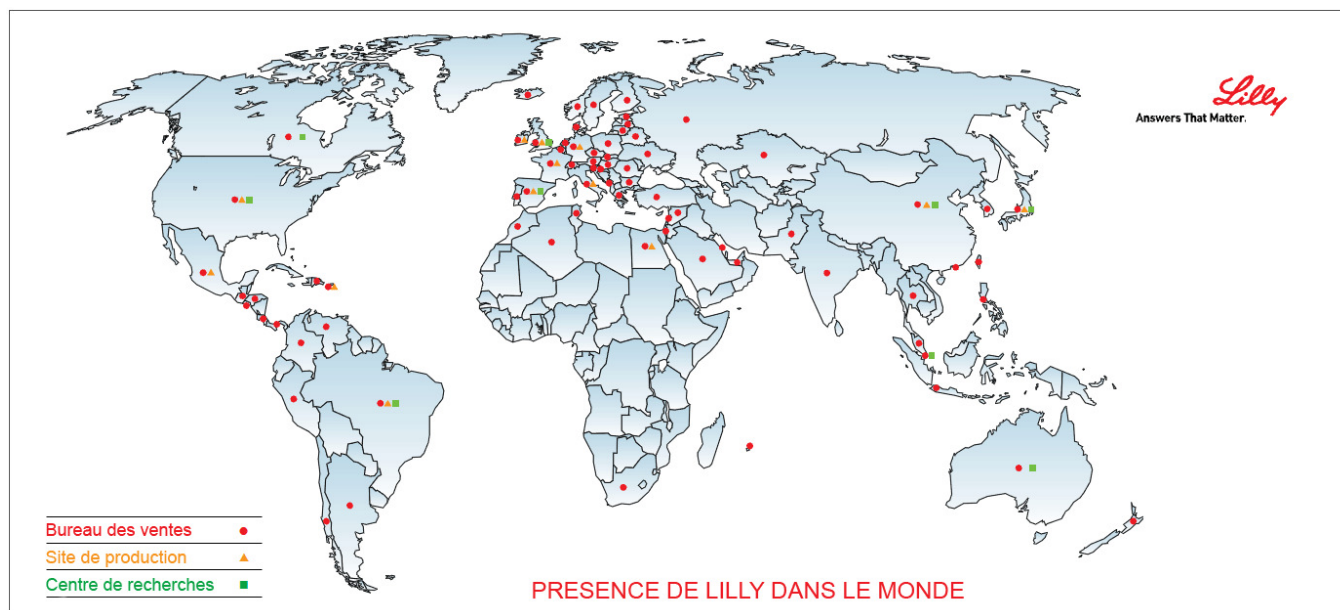 Lilly
Answers That Matter.
Bureau des ventes
Site de production
Centre de recherches
PRESENCE DE LILLY DANS LE MONDE